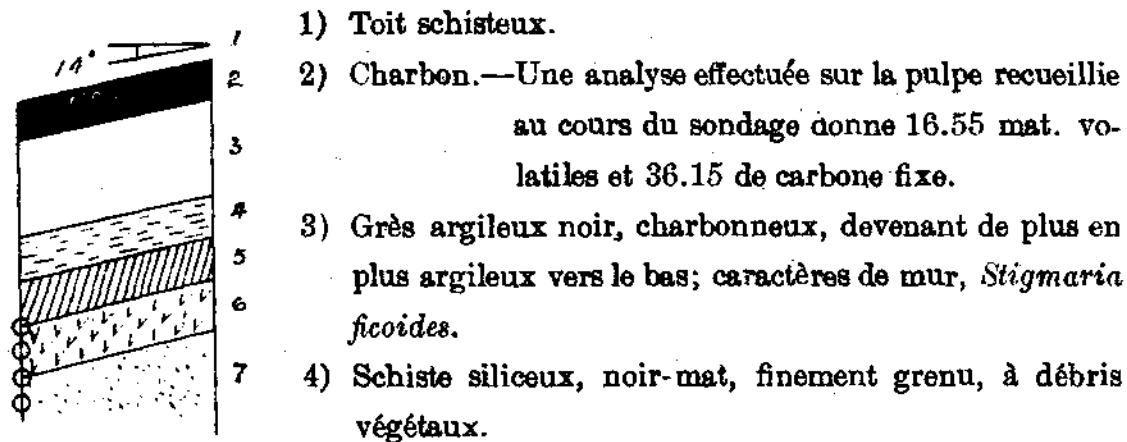 14°
1
2
3
4
5
6
7
1) Toit schisteux.
2) Charbon.—Une analyse effectuée sur la pulpe recueillie
au cours du sondage donne 16.55 mat. vo-
latiles et 36.15 de carbone fixe.
3) Grès argileux noir, charbonneux, devenant de plus en
plus argileux vers le bas; caractères de mur, Stigmaria
ficoides.
4) Schiste siliceux, noir-mat, finement grenu, à débris
végétaux.